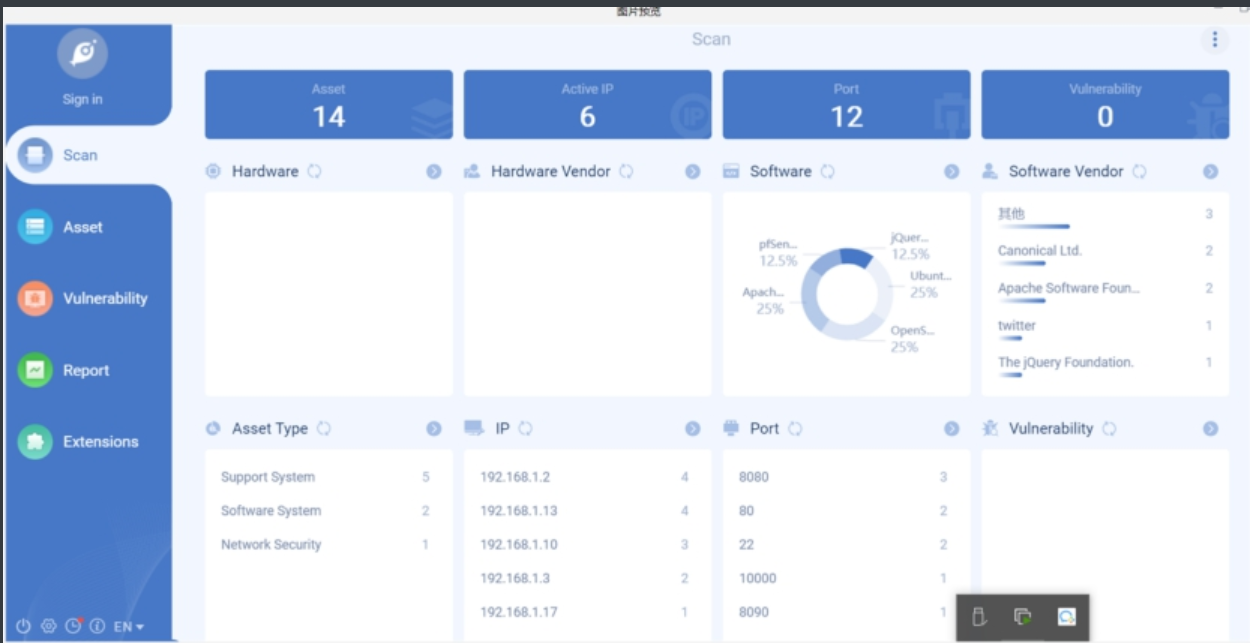 图片预览
Scan
Sign in
Scan
Asset
Vulnerability
Report
Extensions
EN
Asset
14
Active IP
6
IP
Port
12
Vulnerability
0
Hardware
Hardware Vendor
Software
pfSen...
12.5%
jQuer...
12.5%
Ubunt...
25%
Apach...
25%
OpenS...
25%
Software Vendor
其他 3
Canonical Ltd. 2
Apache Software Foun... 2
twitter 1
The jQuery Foundation. 1
Asset Type
Support System 5
Software System 2
Network Security 1
IP
192.168.1.2 4
192.168.1.13 4
192.168.1.10 3
192.168.1.3 2
192.168.1.17 1
Port
8080 3
80 2
22 2
10000 1
8090 1
Vulnerability